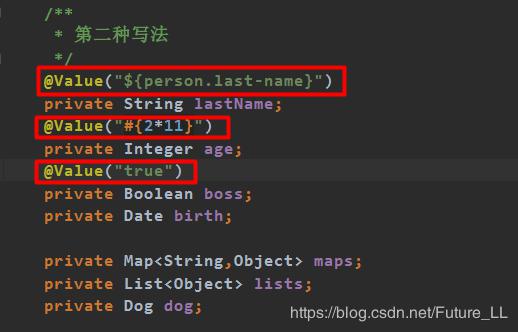 /**
* 第二种写法
*/
@Value("${person.last-name}")
private String lastName;
@Value("#{2*11}")
private Integer age;
@Value("true")
private Boolean boss;
private Date birth;
private Map<String,Object> maps;
private List<Object> lists;
private Dog dog;
https://blog.csdn.net/Future_LL